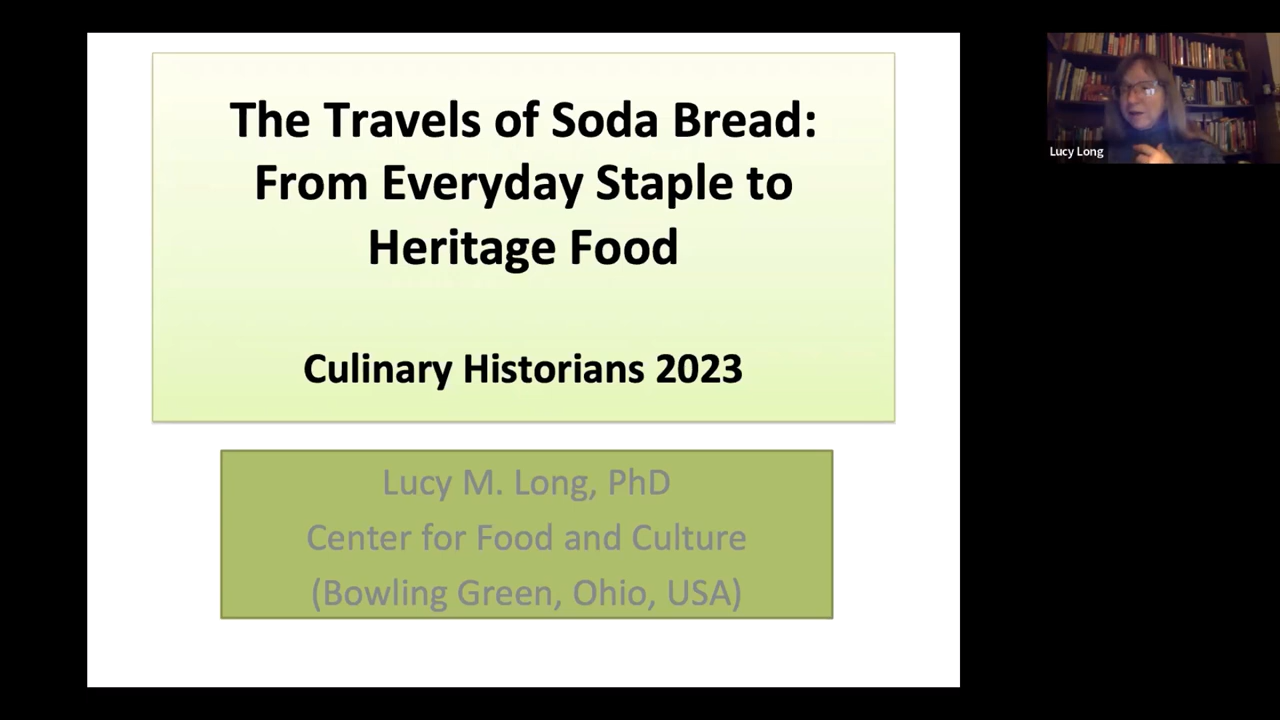 The Travels of Soda Bread:
From Everyday Staple to
Heritage Food
Culinary Historians 2023
Lucy M. Long, PhD
Center for Food and Culture
(Bowling Green, Ohio, USA)
Lucy Long